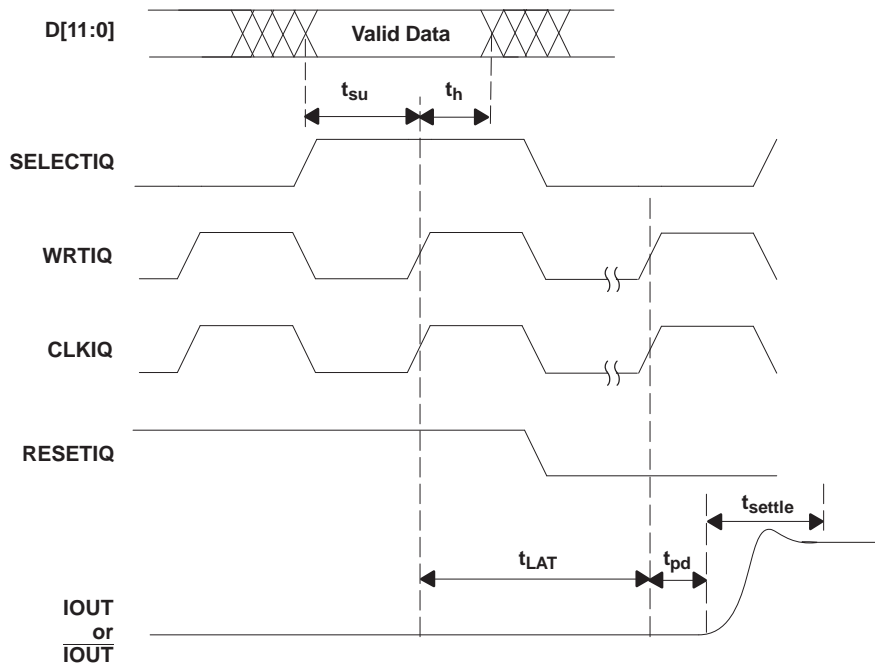 D[11:0]
Valid Data
tsu
th
SELECTIQ
WRTIQ
CLKIQ
RESETIQ
tsettle
tLAT
tpd
IOUT
or
IOUT